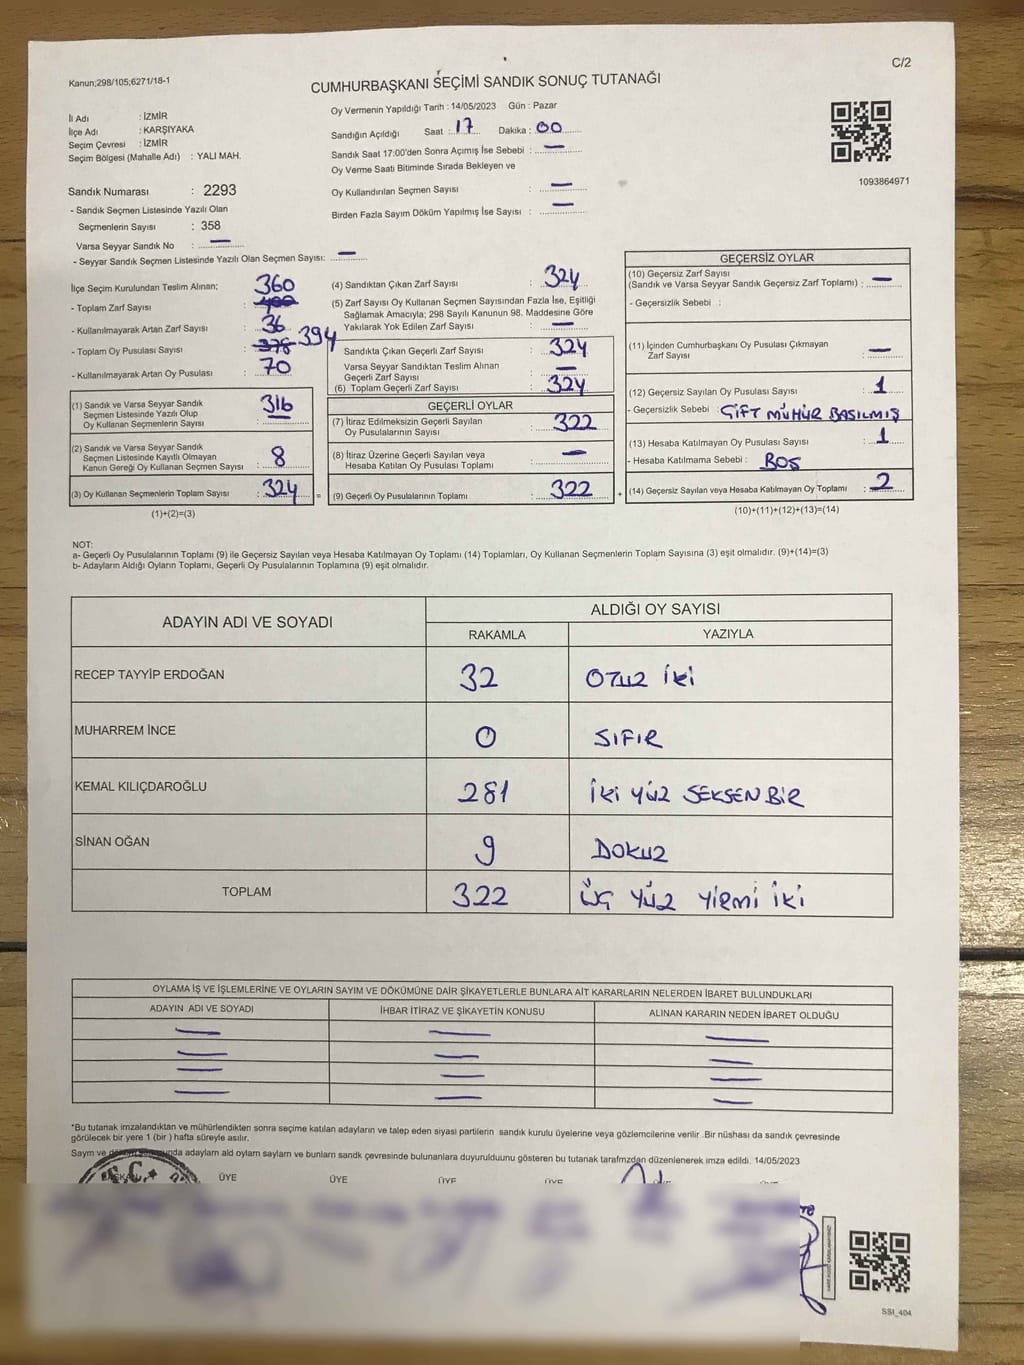 C/2
Kanun;298/105;6271/18-1
CUMHURBAŞKANI SEÇİMİ SANDIK SONUÇ TUTANAĞI
İl Adı : İZMİR
İlçe Adı : KARŞIYAKA
Seçim Çevresi : İZMİR
Seçim Bölgesi (Mahalle Adı) : YALI MAH.
Sandık Numarası : 2293
- Sandık Seçmen Listesinde Yazılı Olan
Seçmenlerin Sayısı : 358
Varsa Seyyar Sandık No : —
- Seyyar Sandık Seçmen Listesinde Yazılı Olan Seçmen Sayısı: —
Oy Vermenin Yapıldığı Tarih : 14/05/2023 Gün : Pazar
Sandığın Açıldığı Saat : 17 Dakika : 00
Sandık Saat 17:00'den Sonra Açımış İse Sebebi : —
Oy Verme Saati Bitiminde Sırada Bekleyen ve
Oy Kullandırılan Seçmen Sayısı : —
Birden Fazla Sayım Döküm Yapılmış İse Sayısı : —
1093864971
İlçe Seçim Kurulundan Teslim Alınan; 360
- Toplam Zarf Sayısı : 400
- Kullanılmayarak Artan Zarf Sayısı : 36
- Toplam Oy Pusulası Sayısı : 378 394
- Kullanılmayarak Artan Oy Pusulası : 70
(1) Sandık ve Varsa Seyyar Sandık
Seçmen Listesinde Yazılı Olup
Oy Kullanan Seçmenlerin Sayısı : 316
(2) Sandık ve Varsa Seyyar Sandık
Seçmen Listesinde Kayıtlı Olmayan
Kanun Gereği Oy Kullanan Seçmen Sayısı : 8
(3) Oy Kullanan Seçmenlerin Toplam Sayısı : 324 =
(1)+(2)=(3)
(4) Sandıktan Çıkan Zarf Sayısı : 324
(5) Zarf Sayısı Oy Kullanan Seçmen Sayısından Fazla İse, Eşitliği
Sağlamak Amacıyla; 298 Sayılı Kanunun 98. Maddesine Göre
Yakılarak Yok Edilen Zarf Sayısı : —
Sandıkta Çıkan Geçerli Zarf Sayısı : 324
Varsa Seyyar Sandıktan Teslim Alınan
Geçerli Zarf Sayısı : —
(6) Toplam Geçerli Zarf Sayısı : 324
GEÇERLİ OYLAR
(7) İtiraz Edilmeksizin Geçerli Sayılan
Oy Pusulalarının Sayısı : 322
(8) İtiraz Üzerine Geçerli Sayılan veya
Hesaba Katılan Oy Pusulası Toplamı : —
(9) Geçerli Oy Pusulalarının Toplamı : 322 +
GEÇERSİZ OYLAR
(10) Geçersiz Zarf Sayısı
(Sandık ve Varsa Seyyar Sandık Geçersiz Zarf Toplamı) : —
- Geçersizlik Sebebi :
(11) İçinden Cumhurbaşkanı Oy Pusulası Çıkmayan
Zarf Sayısı : —
(12) Geçersiz Sayılan Oy Pusulası Sayısı : 1
- Geçersizlik Sebebi : ÇİFT MÜHÜR BASILMIŞ
(13) Hesaba Katılmayan Oy Pusulası Sayısı : 1
- Hesaba Katılmama Sebebi : BOŞ
(14) Geçersiz Sayılan veya Hesaba Katılmayan Oy Toplamı : 2
(10)+(11)+(12)+(13)=(14)
NOT:
a- Geçerli Oy Pusulalarının Toplamı (9) ile Geçersiz Sayılan veya Hesaba Katılmayan Oy Toplamı (14) Toplamları, Oy Kullanan Seçmenlerin Toplam Sayısına (3) eşit olmalıdır. (9)+(14)=(3)
b- Adayların Aldığı Oyların Toplamı, Geçerli Oy Pusulalarının Toplamına (9) eşit olmalıdır.
ADAYIN ADI VE SOYADI ALDIĞI OY SAYISI
RAKAMLA YAZIYLA
RECEP TAYYİP ERDOĞAN 32 OTUZ İKİ
MUHARREM İNCE 0 SIFIR
KEMAL KILIÇDAROĞLU 281 İKİ YÜZ SEKSEN BİR
SİNAN OĞAN 9 DOKUZ
TOPLAM 322 ÜÇ YÜZ YİRMİ İKİ
OYLAMA İŞ VE İŞLEMLERİNE VE OYLARIN SAYIM VE DÖKÜMÜNE DAİR ŞİKAYETLERLE BUNLARA AİT KARARLARIN NELERDEN İBARET BULUNDUKLARI
ADAYIN ADI VE SOYADI İHBAR İTİRAZ VE ŞİKAYETİN KONUSU ALINAN KARARIN NEDEN İBARET OLDUĞU
*Bu tutanak imzalandıktan ve mühürlendikten sonra seçime katılan adayların ve talep eden siyasi partilerin sandık kurulu üyelerine veya gözlemcilerine verilir .Bir nüshası da sandık çevresinde
görülecek bir yere 1 (bir ) hafta süreyle asılır.
Sayım ve döküm adayların ald oyların sayların ve bunların sandk çevresinde bulunanlara duyurulduunu gösteren bu tutanak tarafmzdan düzenlenerek imza edildi. 14/05/2023
BAŞKAN ÜYE ÜYE ÜYE ÜYE
SSI_404